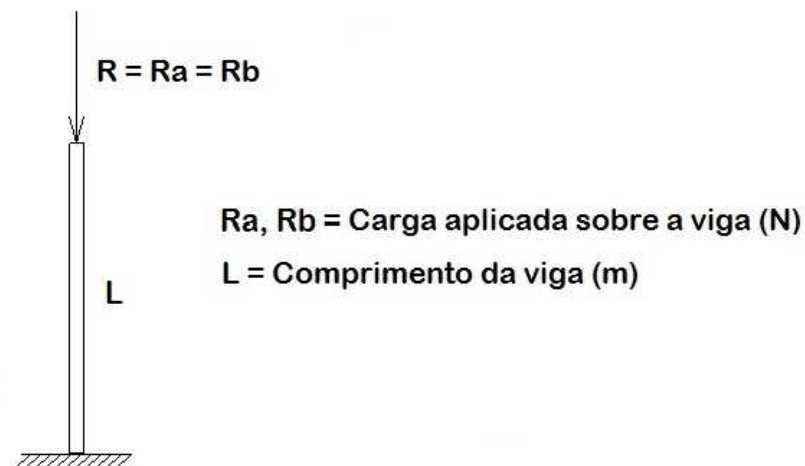 R = Ra = Rb
Ra, Rb = Carga aplicada sobre a viga (N)
L = Comprimento da viga (m)
L